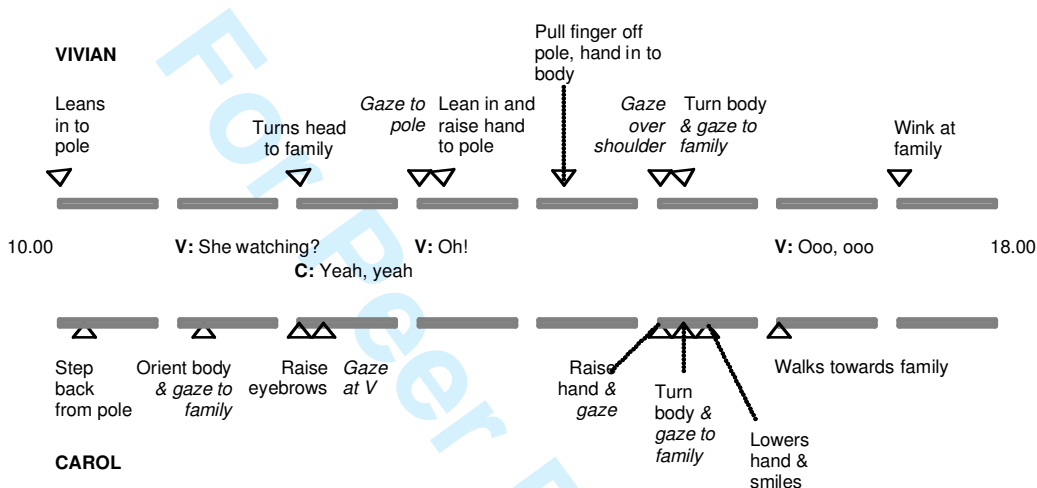 VIVIAN
Leans
in to
pole
Turns head
to family
Gaze to
pole
Lean in and
raise hand
to pole
Pull finger off
pole, hand in to
body
Gaze
over
shoulder
Turn body
& gaze to
family
Wink at
family
10.00
V: She watching?
C: Yeah, yeah
V: Oh!
V: Ooo, ooo
18.00
Step
back
from pole
Orient body
& gaze to
family
Raise
eyebrows
Gaze
at V
Raise
hand &
gaze
Turn
body &
gaze to
family
Lowers
hand &
smiles
Walks towards family
CAROL
For Peer